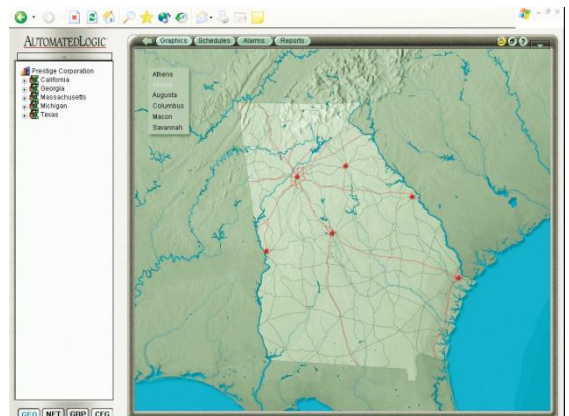 AUTOMATEDLOGIC
Graphics
Schedules
Alarms
Reports
Prestige Corporation
California
Georgia
Massachusetts
Michigan
Texas
Athens
Atlanta
Augusta
Columbus
Macon
Savannah
GEO
NET
GRP
CFG